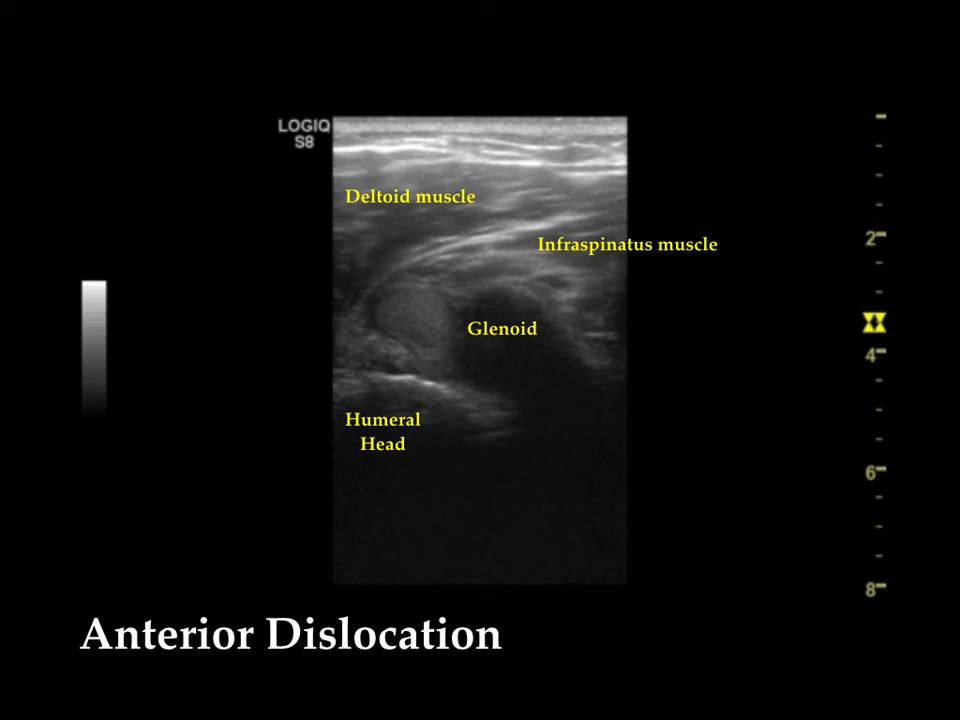 LOGIQ
S8
Deltoid muscle
Infraspinatus muscle
2
Glenoid
4
Humeral
Head
6
8
Anterior Dislocation